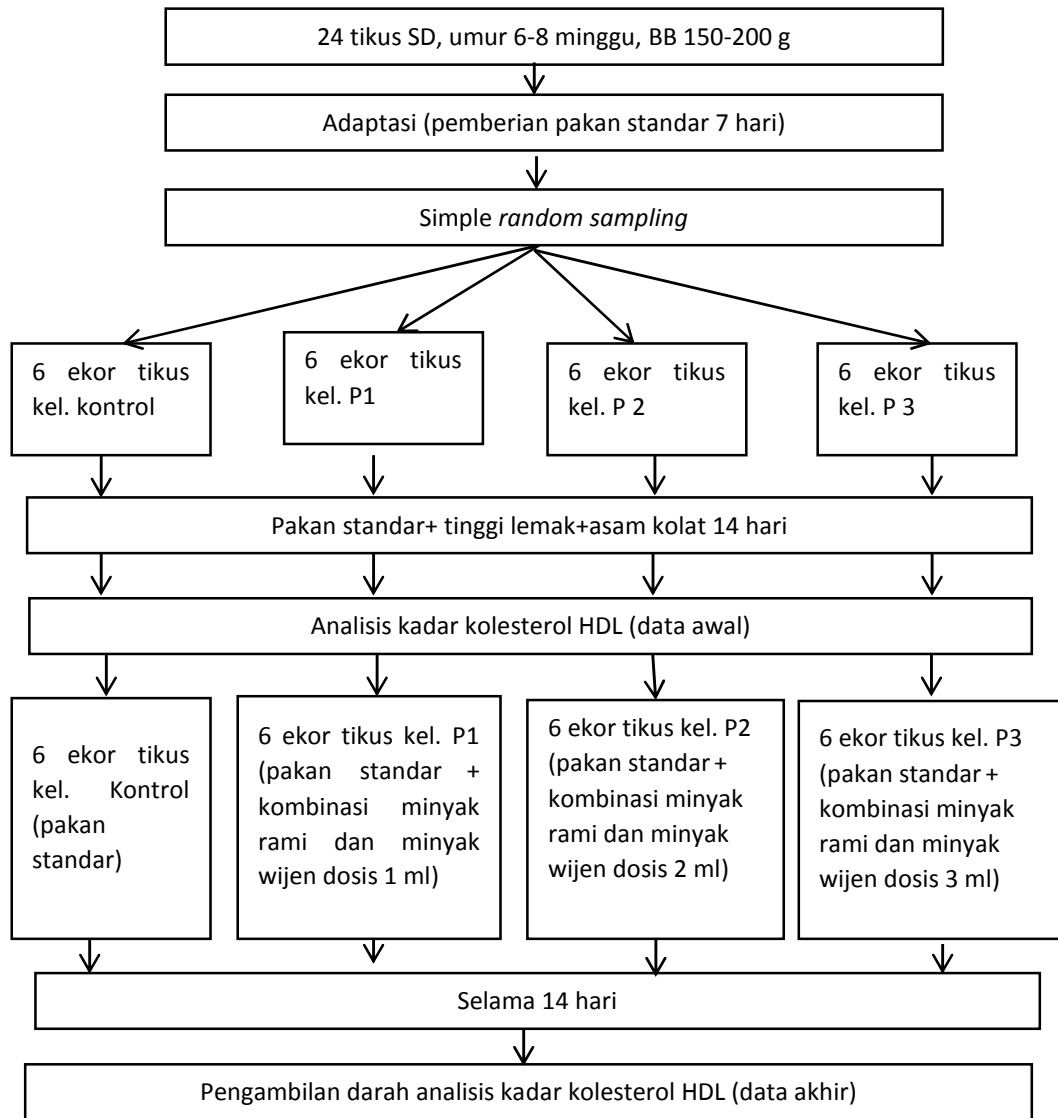 24 tikus SD, umur 6-8 minggu, BB 150-200 g
Adaptasi (pemberian pakan standar 7 hari)
Simple random sampling
6 ekor tikus
kel. kontrol
6 ekor tikus
kel. P1
6 ekor tikus
kel. P 2
6 ekor tikus
kel. P 3
Pakan standar+ tinggi lemak+asam kolat 14 hari
Analisis kadar kolesterol HDL (data awal)
6 ekor tikus
kel. Kontrol
(pakan
standar)
6 ekor tikus kel. P1
(pakan standar +
kombinasi minyak
rami dan minyak
wijen dosis 1 ml)
6 ekor tikus kel. P2
(pakan standar +
kombinasi minyak
rami dan minyak
wijen dosis 2 ml)
6 ekor tikus kel. P3
(pakan standar +
kombinasi minyak
rami dan minyak
wijen dosis 3 ml)
Selama 14 hari
Pengambilan darah analisis kadar kolesterol HDL (data akhir)